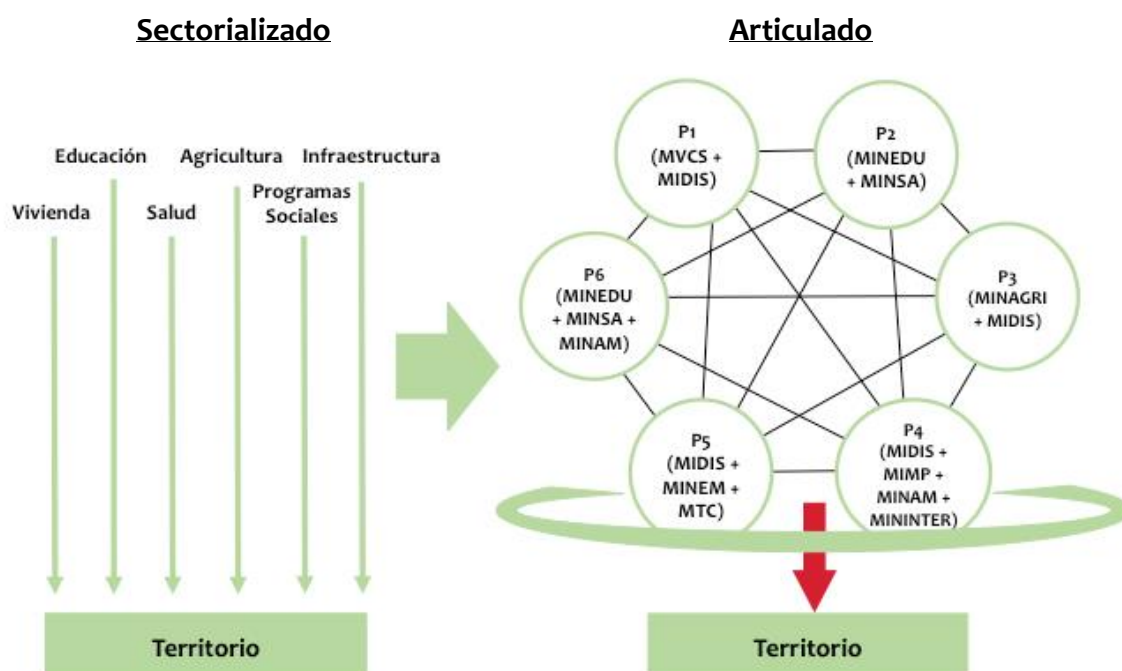 Sectorializado
Educación
Agricultura
Infraestructura
Vivienda
Salud
Programas
Sociales
Territorio
Articulado
P1
(MVCS +
MIDIS)
P2
(MINEDU
+ MINSA)
P6
(MINEDU
+ MINSA +
MINAM)
P3
(MINAGRI
+ MIDIS)
P5
(MIDIS +
MINEM +
MTC)
P4
(MIDIS +
MIMP +
MINAM +
MININTER)
Territorio